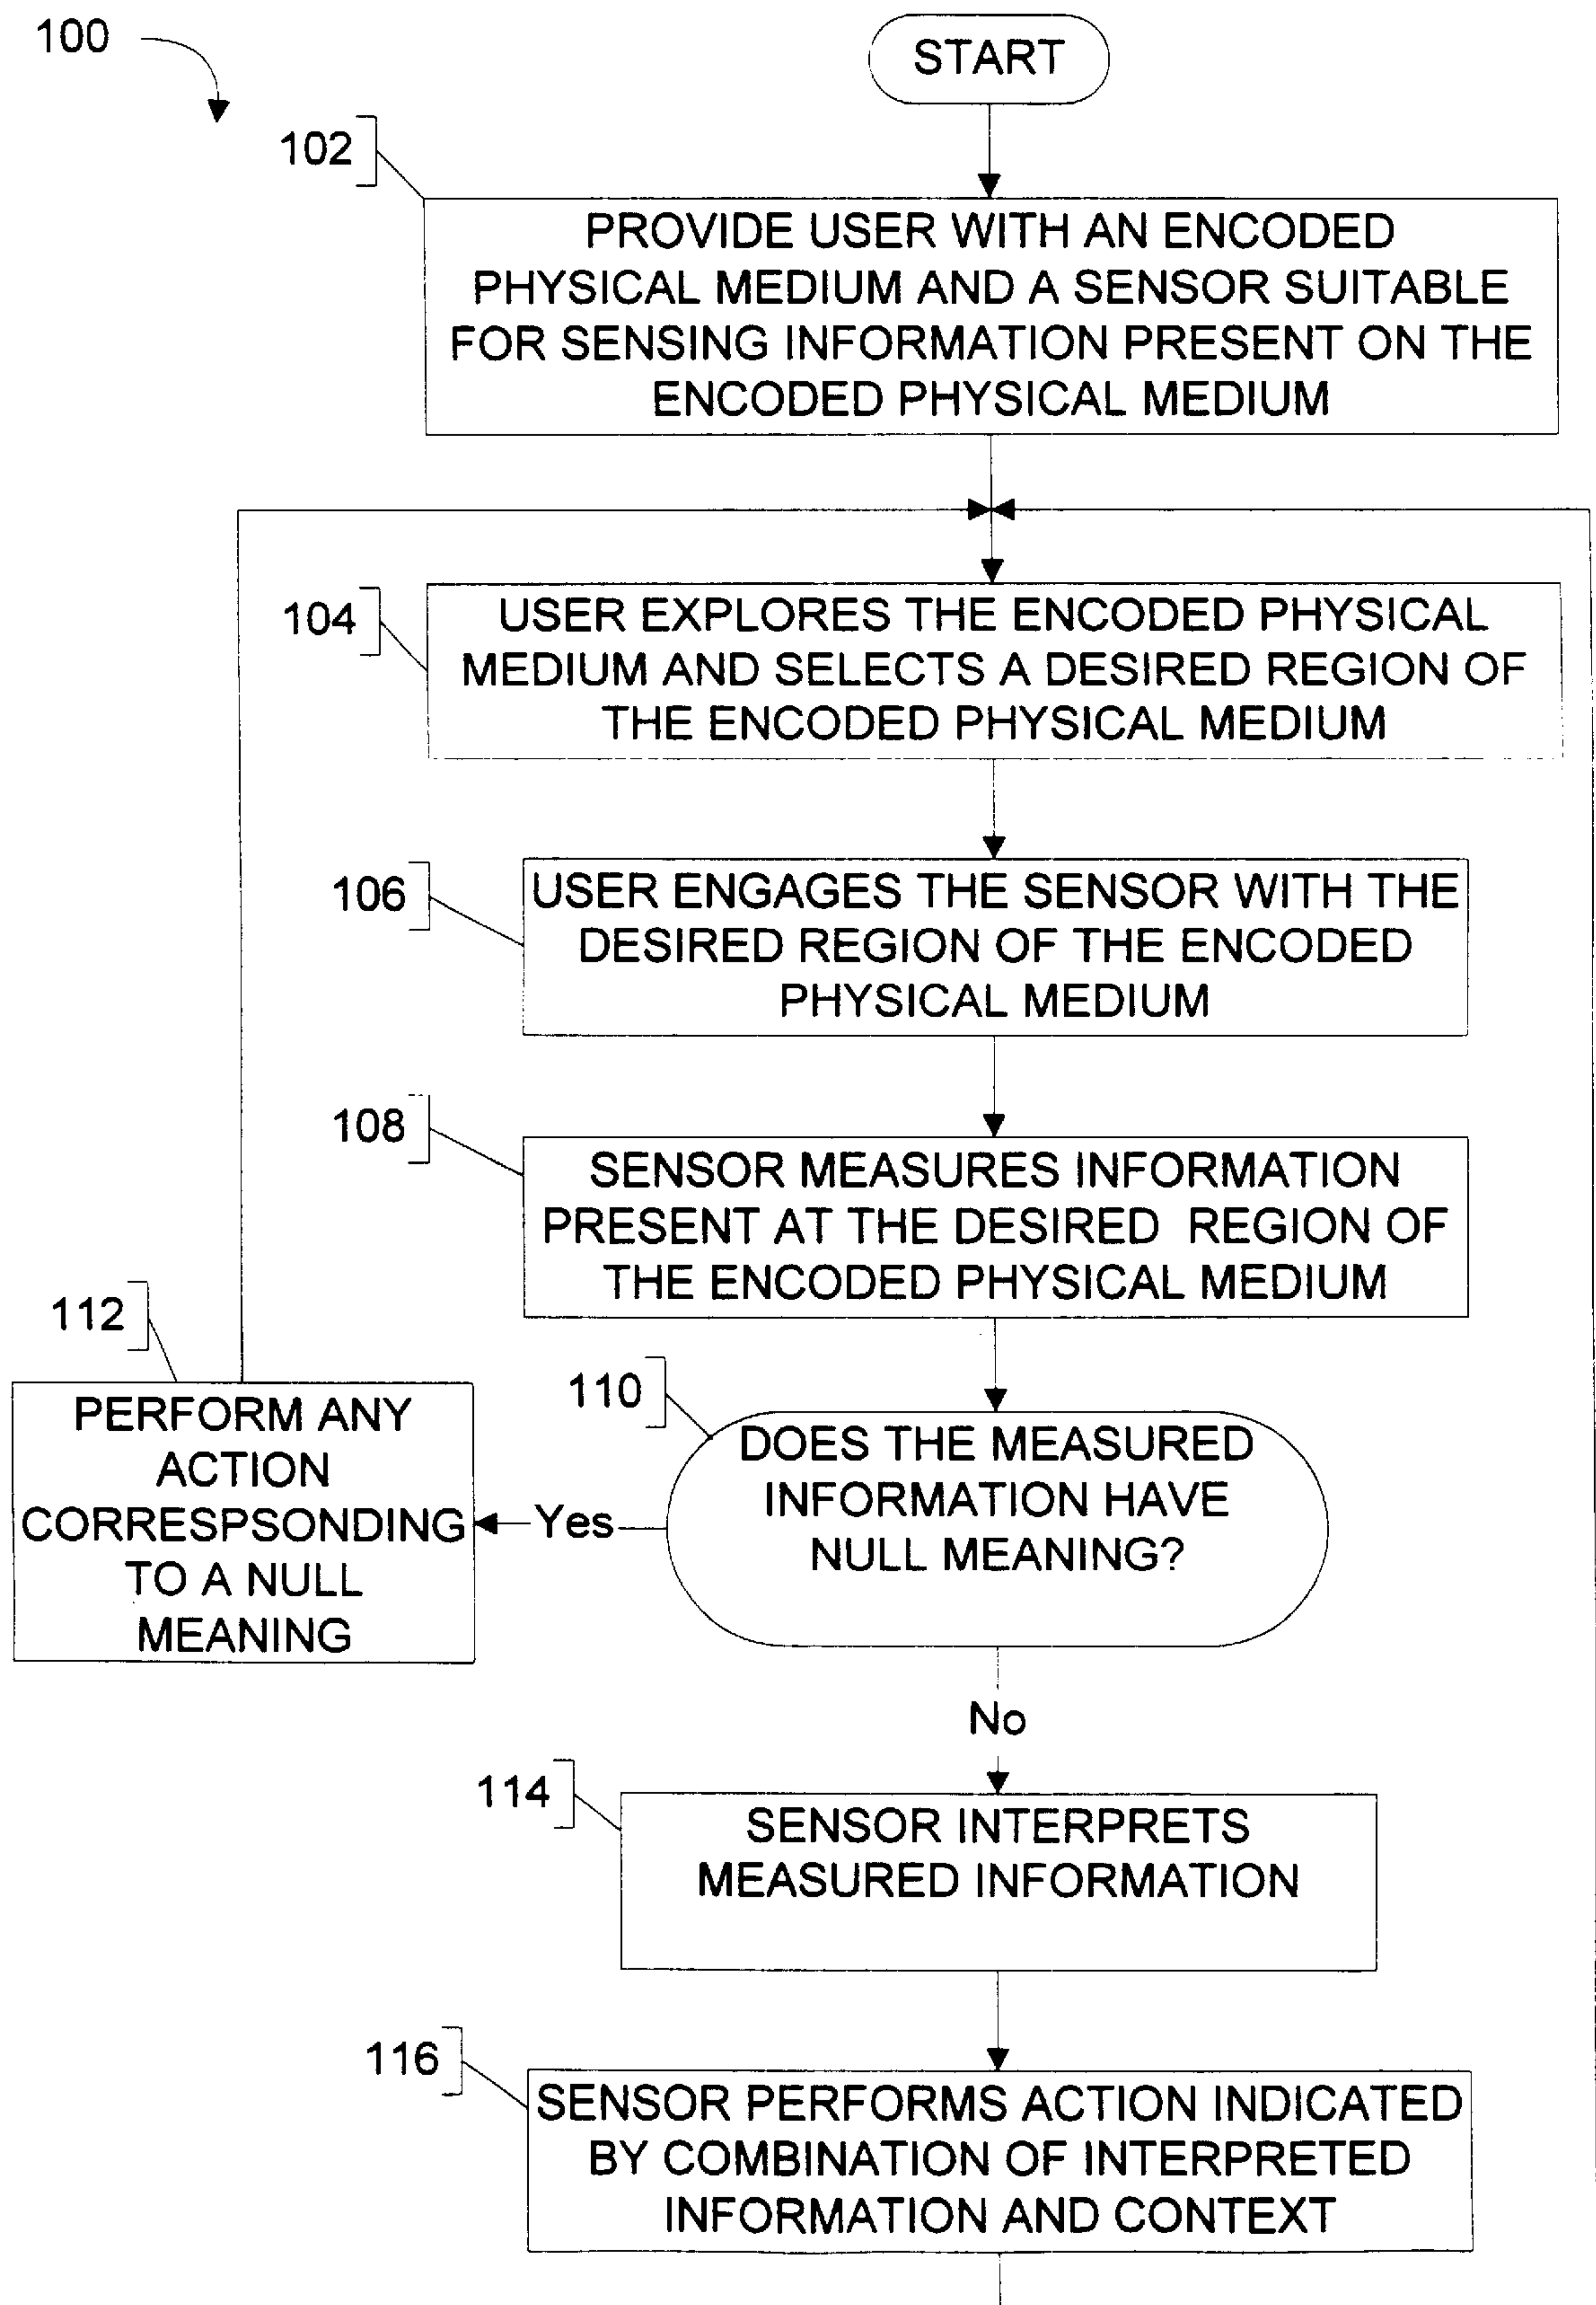 100
START
102
PROVIDE USER WITH AN ENCODED
PHYSICAL MEDIUM AND A SENSOR SUITABLE
FOR SENSING INFORMATION PRESENT ON THE
ENCODED PHYSICAL MEDIUM
104
USER EXPLORES THE ENCODED PHYSICAL
MEDIUM AND SELECTS A DESIRED REGION OF
THE ENCODED PHYSICAL MEDIUM
106
USER ENGAGES THE SENSOR WITH THE
DESIRED REGION OF THE ENCODED
PHYSICAL MEDIUM
108
SENSOR MEASURES INFORMATION
PRESENT AT THE DESIRED REGION OF
THE ENCODED PHYSICAL MEDIUM
110
DOES THE MEASURED
INFORMATION HAVE
NULL MEANING?
Yes
112
PERFORM ANY
ACTION
CORRESPSONDING
TO A NULL
MEANING
No
114
SENSOR INTERPRETS
MEASURED INFORMATION
116
SENSOR PERFORMS ACTION INDICATED
BY COMBINATION OF INTERPRETED
INFORMATION AND CONTEXT